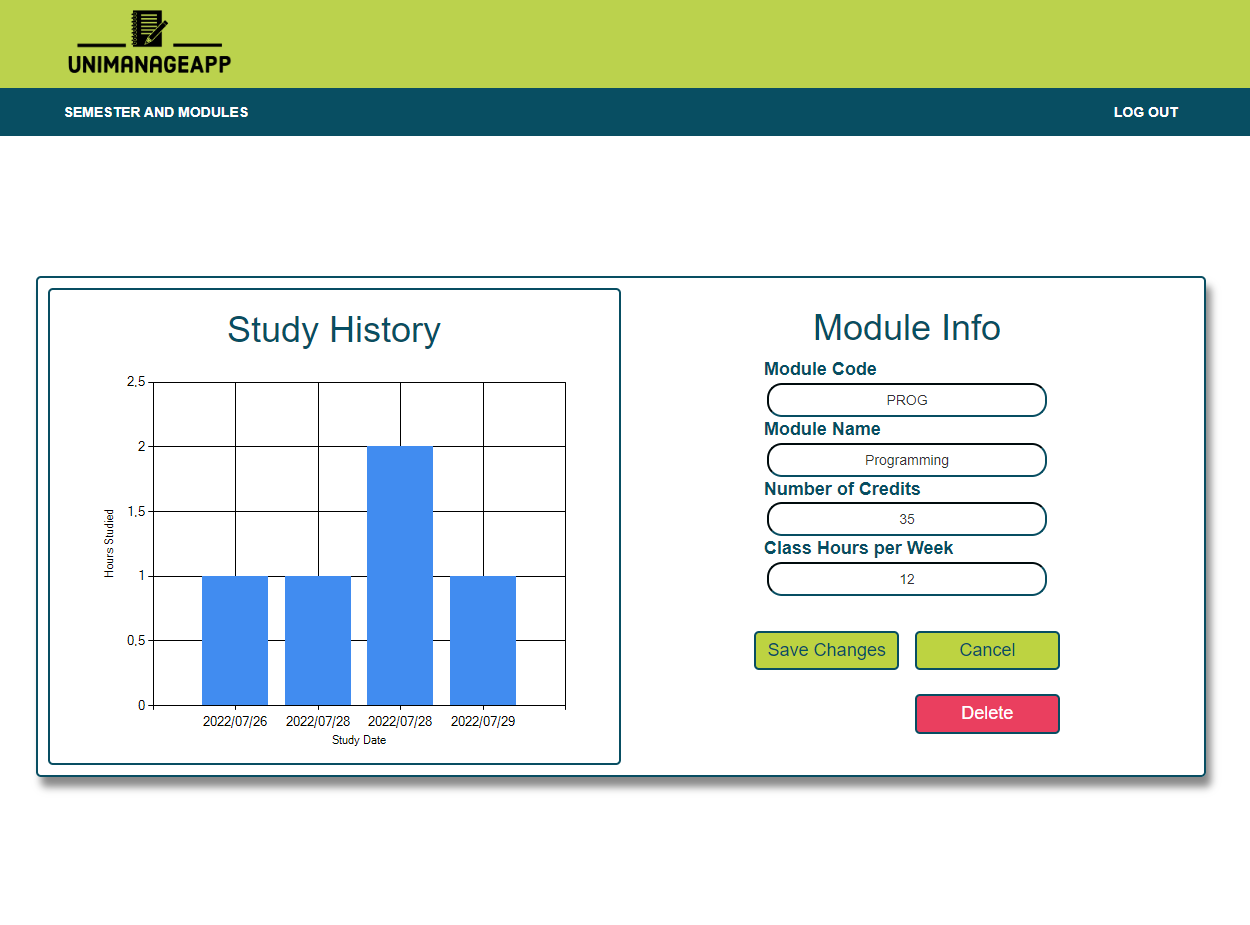 UNIMANAGEAPP
SEMESTER AND MODULES
LOG OUT
Study History
2,5
2
1,5
1
0,5
0
Hours Studied
2022/07/26 2022/07/28 2022/07/28 2022/07/29
Study Date
Module Info
Module Code
PROG
Module Name
Programming
Number of Credits
35
Class Hours per Week
12
Save Changes
Cancel
Delete